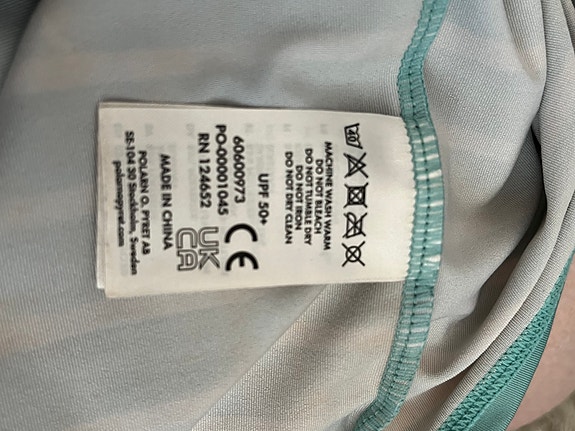 40
MACHINE WASH WARM
DO NOT BLEACH
DO NOT TUMBLE DRY
DO NOT IRON
DO NOT DRY CLEAN
UPF 50+
60600973
PO-00001045
RN 124652
CE
UK
CA
MADE IN CHINA
POLARN O. PYRET AB
SE-104 30 Stockholm, Sweden
polarnopyret.com